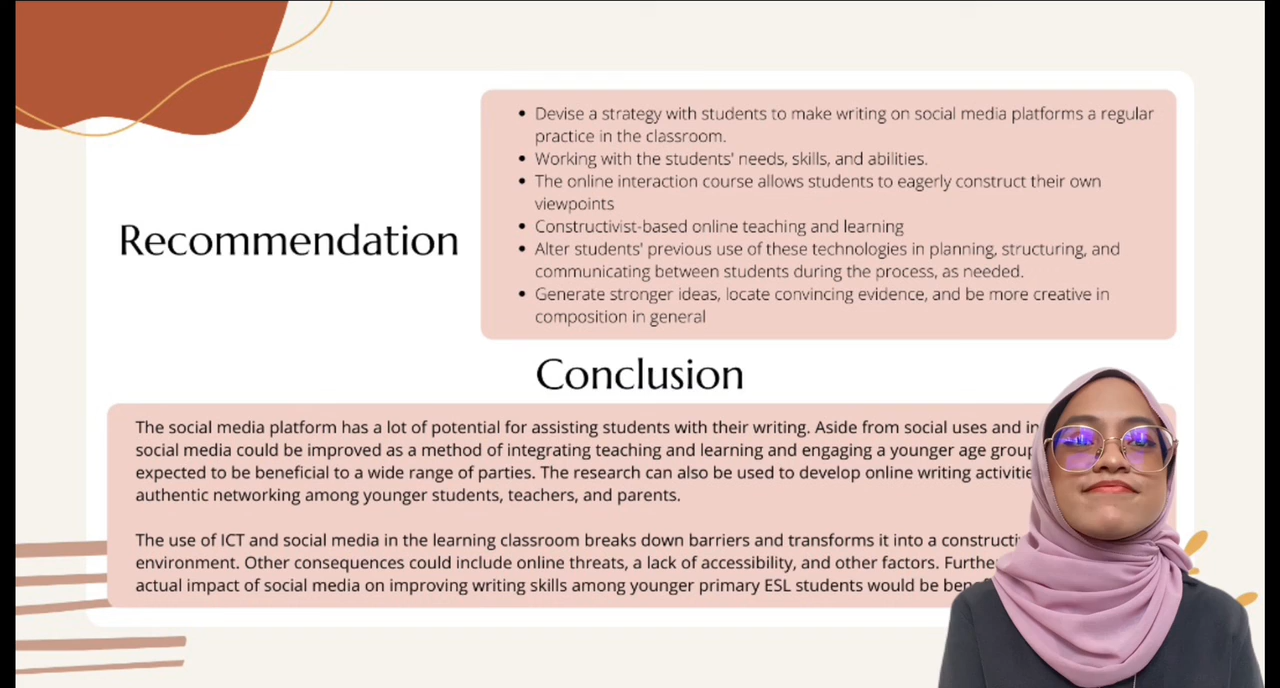 Recommendation
Devise a strategy with students to make writing on social media platforms a regular
practice in the classroom.
Working with the students' needs, skills, and abilities.
The online interaction course allows students to eagerly construct their own
viewpoints
Constructivist-based online teaching and learning
Alter students' previous use of these technologies in planning, structuring, and
communicating between students during the process, as needed.
Generate stronger ideas, locate convincing evidence, and be more creative in
composition in general
Conclusion
The social media platform has a lot of potential for assisting students with their writing. Aside from social uses and
social media could be improved as a method of integrating teaching and learning and engaging a younger age
expected to be beneficial to a wide range of parties. The research can also be used to develop online writing
authentic networking among younger students, teachers, and parents.
The use of ICT and social media in the learning classroom breaks down barriers and transforms it into a
environment. Other consequences could include online threats, a lack of accessibility, and other factors.
actual impact of social media on improving writing skills among younger primary ESL students would be